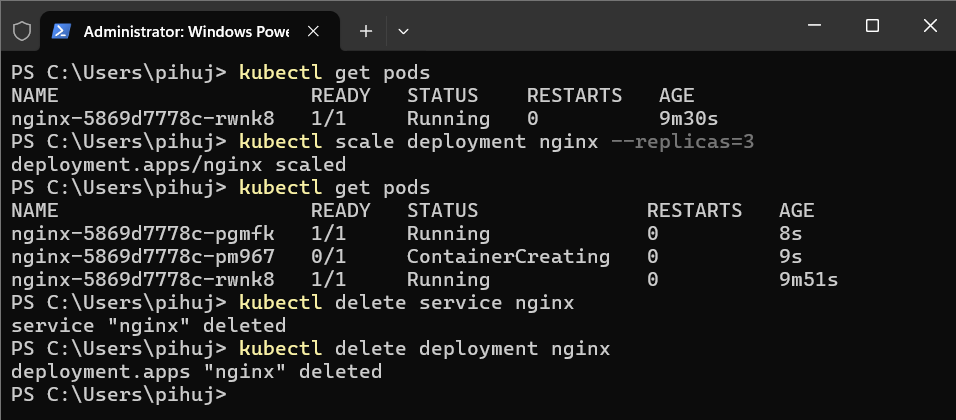 Administrator: Windows Powe
PS C:\Users\pihuj> kubectl get pods
NAME                     READY   STATUS    RESTARTS   AGE
nginx-5869d7778c-rwnk8   1/1     Running   0          9m30s
PS C:\Users\pihuj> kubectl scale deployment nginx --replicas=3
deployment.apps/nginx scaled
PS C:\Users\pihuj> kubectl get pods
NAME                     READY   STATUS              RESTARTS   AGE
nginx-5869d7778c-pgmfk   1/1     Running             0          8s
nginx-5869d7778c-pm967   0/1     ContainerCreating   0          9s
nginx-5869d7778c-rwnk8   1/1     Running             0          9m51s
PS C:\Users\pihuj> kubectl delete service nginx
service "nginx" deleted
PS C:\Users\pihuj> kubectl delete deployment nginx
deployment.apps "nginx" deleted
PS C:\Users\pihuj>